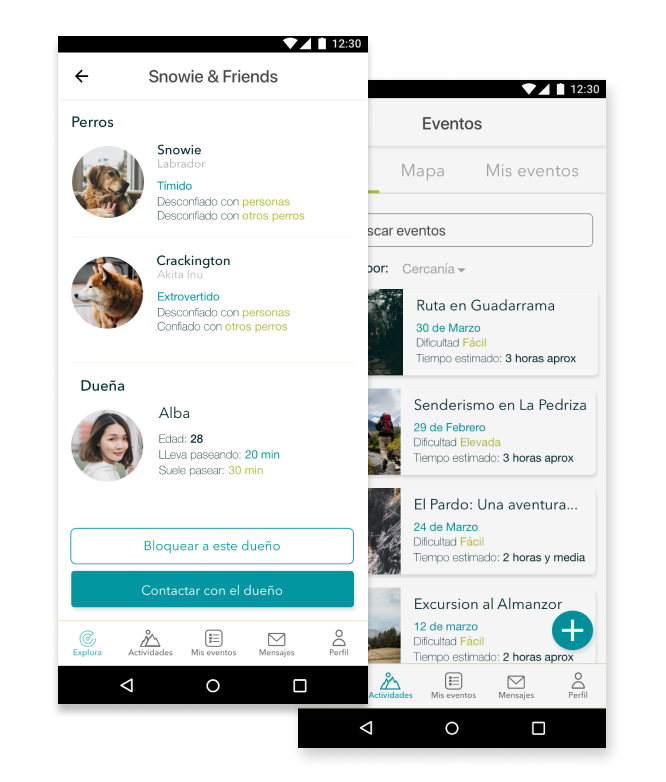 12:30
Snowie & Friends
Perros
Snowie
Labrador
Tímido
Desconfiado con personas
Desconfiado con otros perros
Crackington
Akita Inu
Extrovertido
Desconfiado con personas
Confiado con otros perros
Dueña
Alba
Edad: 28
LLeva paseando: 20 min
Suele pasear: 30 min
Bloquear a este dueño
Contactar con el dueño
Explora
Actividades
Mis eventos
Mensajes
Perfil
12:30
Eventos
Mapa
Mis eventos
scar eventos
por:
Cercanía
Ruta en Guadarrama
30 de Marzo
Dificultad Fácil
Tiempo estimado: 3 horas aprox
Senderismo en La Pedriza
29 de Febrero
Dificultad Elevada
Tiempo estimado: 3 horas aprox
El Pardo: Una aventura...
24 de Marzo
Dificultad Fácil
Tiempo estimado: 2 horas y media
Excursion al Almanzor
12 de marzo
Dificultad Fácil
Tiempo estimado: 2 horas aprox
Actividades
Mis eventos
Mensajes
Perfil